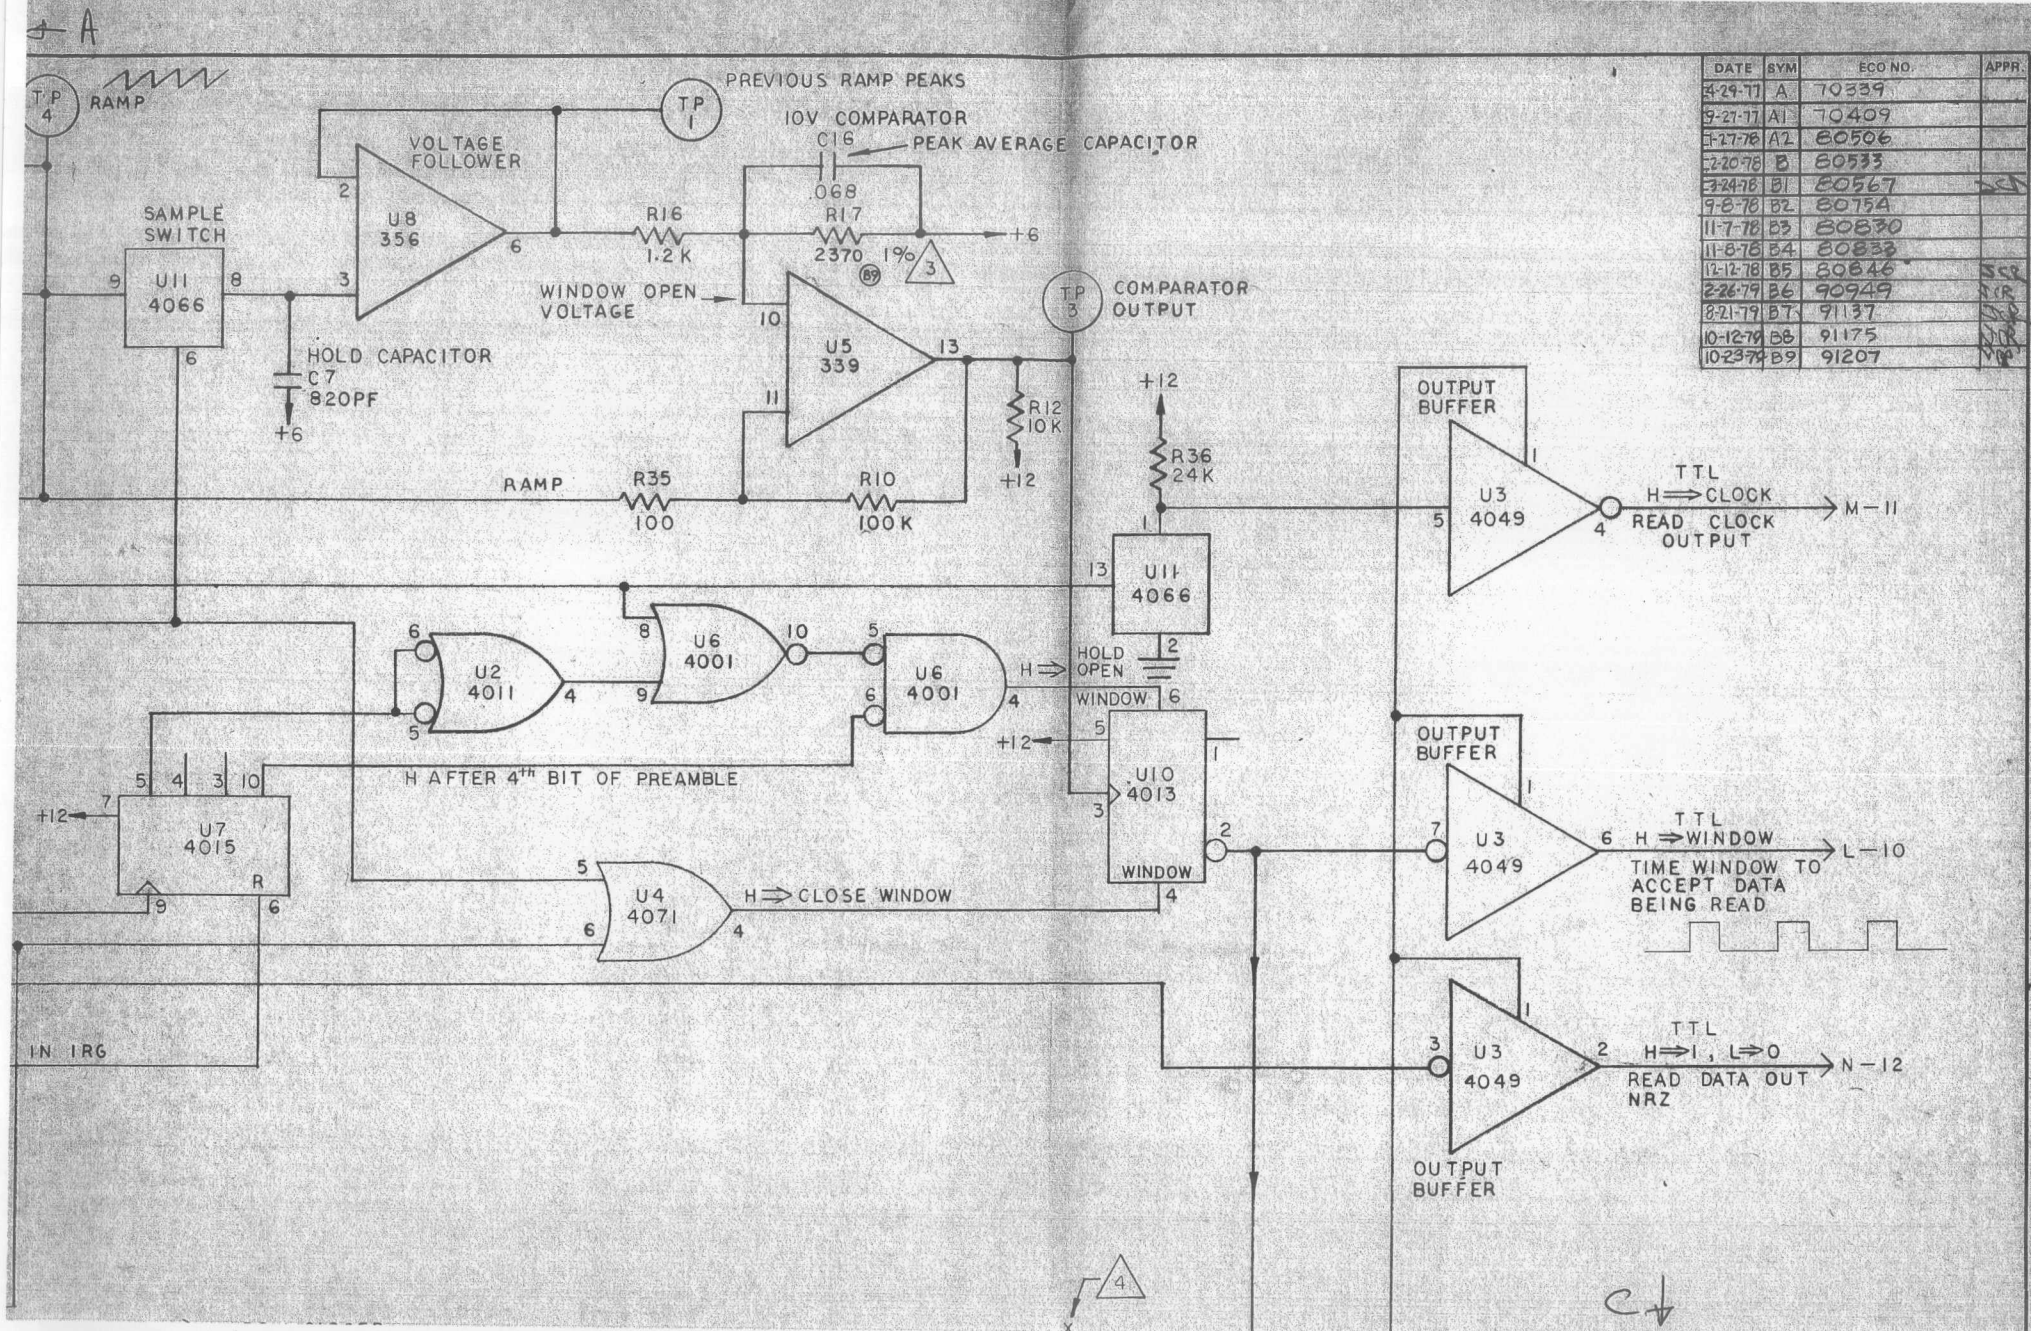 A
TP
4
RAMP
TP
1
PREVIOUS RAMP PEAKS
10V COMPARATOR
C16
PEAK AVERAGE CAPACITOR
.068
VOLTAGE
FOLLOWER
2
U8
356
6
3
R16
1.2K
R17
2370 1%
B9
3
+6
SAMPLE
SWITCH
9
U11
4066
8
6
HOLD CAPACITOR
C7
820PF
+6
WINDOW OPEN
VOLTAGE
10
U5
339
13
11
TP
3
COMPARATOR
OUTPUT
R12
10K
+12
RAMP
R35
100
R10
100K
+12
R36
24K
1
13
U11
4066
2
DATE SYM ECO NO. APPR.
4-29-77 A 70339
9-27-77 A1 70409
1-27-78 A2 80506
2-20-78 B 80533
3-24-78 B1 80567
9-8-78 B2 80754
11-7-78 B3 80830
11-8-78 B4 80833
12-12-78 B5 80846
2-26-79 B6 90949
8-21-79 B7 91137
10-12-79 B8 91175
10-23-79 B9 91207
OUTPUT
BUFFER
1
5
U3
4049
4
TTL
H ⇒ CLOCK
READ CLOCK
OUTPUT
M-11
6
5
U2
4011
4
8
9
U6
4001
10
5
6
U6
4001
4
H ⇒ HOLD
OPEN
WINDOW
6
+12
5
1
U10
4013
3
2
WINDOW
4
H AFTER 4th BIT OF PREAMBLE
5 4 3 10
+12
7
U7
4015
R
9
6
5
6
U4
4071
4
H ⇒ CLOSE WINDOW
OUTPUT
BUFFER
1
7
U3
4049
6
TTL
H ⇒ WINDOW
TIME WINDOW TO
ACCEPT DATA
BEING READ
L-10
IN IRG
1
3
U3
4049
2
TTL
H⇒1, L⇒0
READ DATA OUT
NRZ
N-12
OUTPUT
BUFFER
4
C